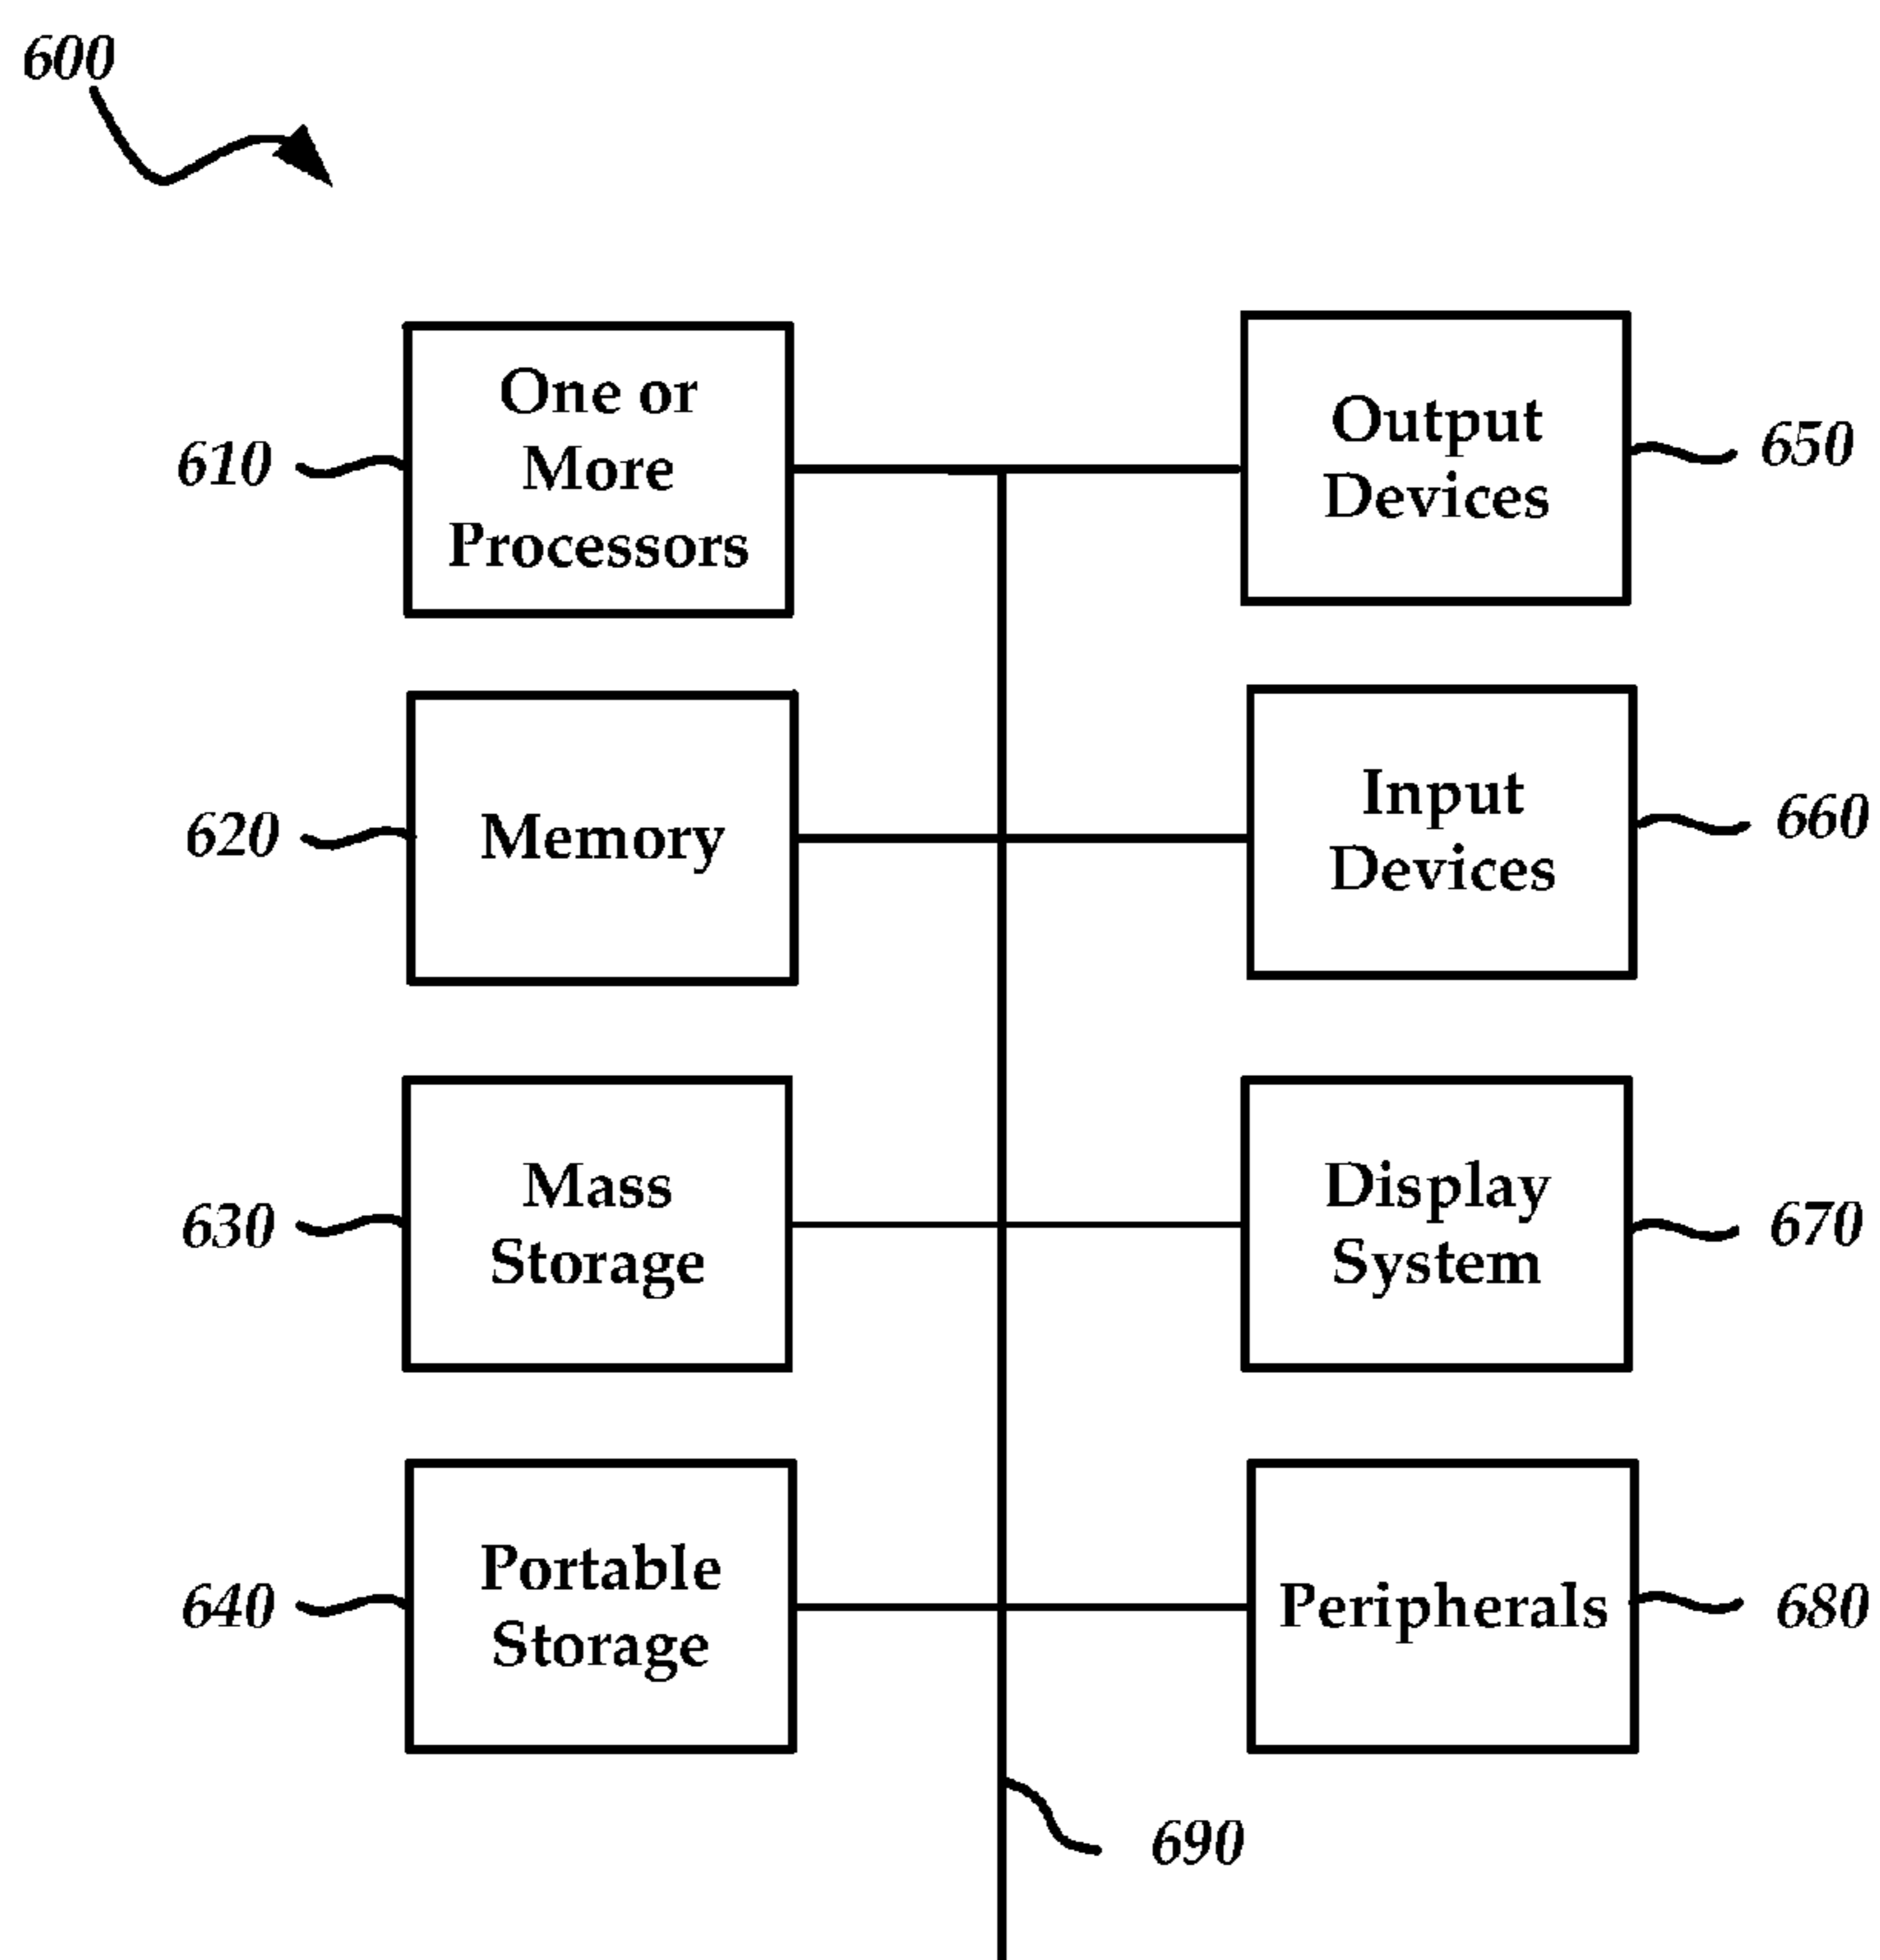 600
610
One or
More
Processors
Output
Devices
650
620
Memory
Input
Devices
660
630
Mass
Storage
Display
System
670
640
Portable
Storage
Peripherals
680
690